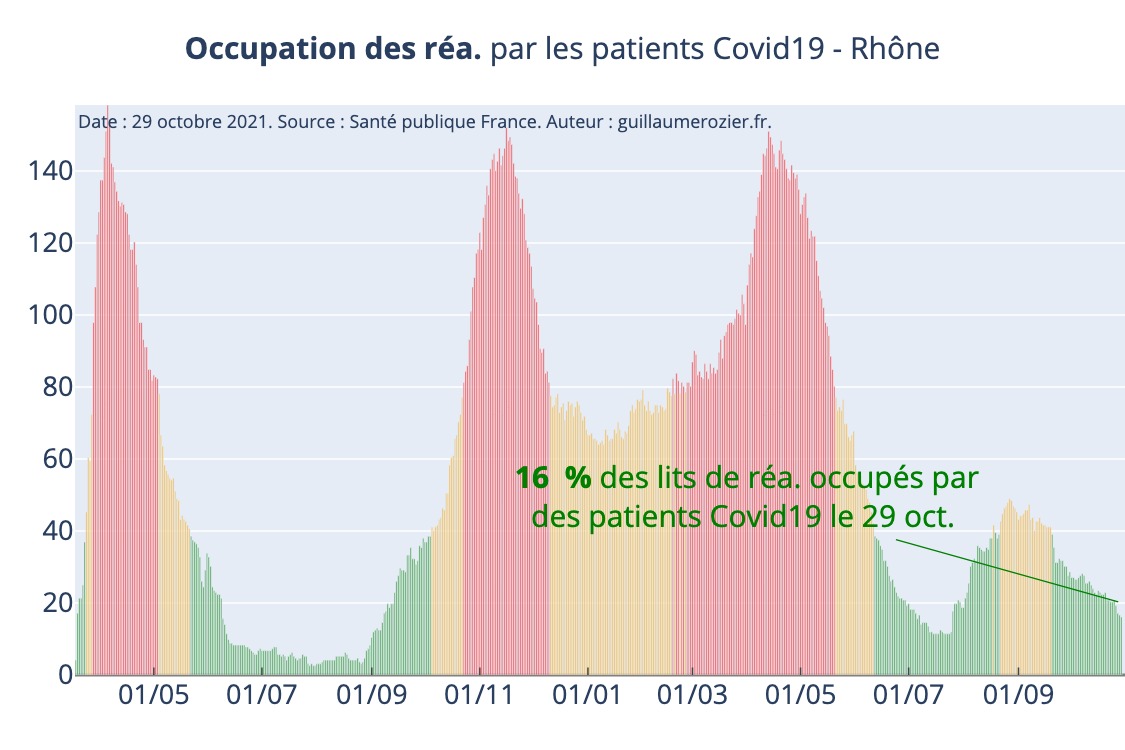 Occupation des réa. par les patients Covid19 - Rhône
Date : 29 octobre 2021. Source : Santé publique France. Auteur : guillaumerozier.fr.
140
120
100
80
60
40
20
0
16 % des lits de réa. occupés par
des patients Covid19 le 29 oct.
01/05 01/07 01/09 01/11 01/01 01/03 01/05 01/07 01/09